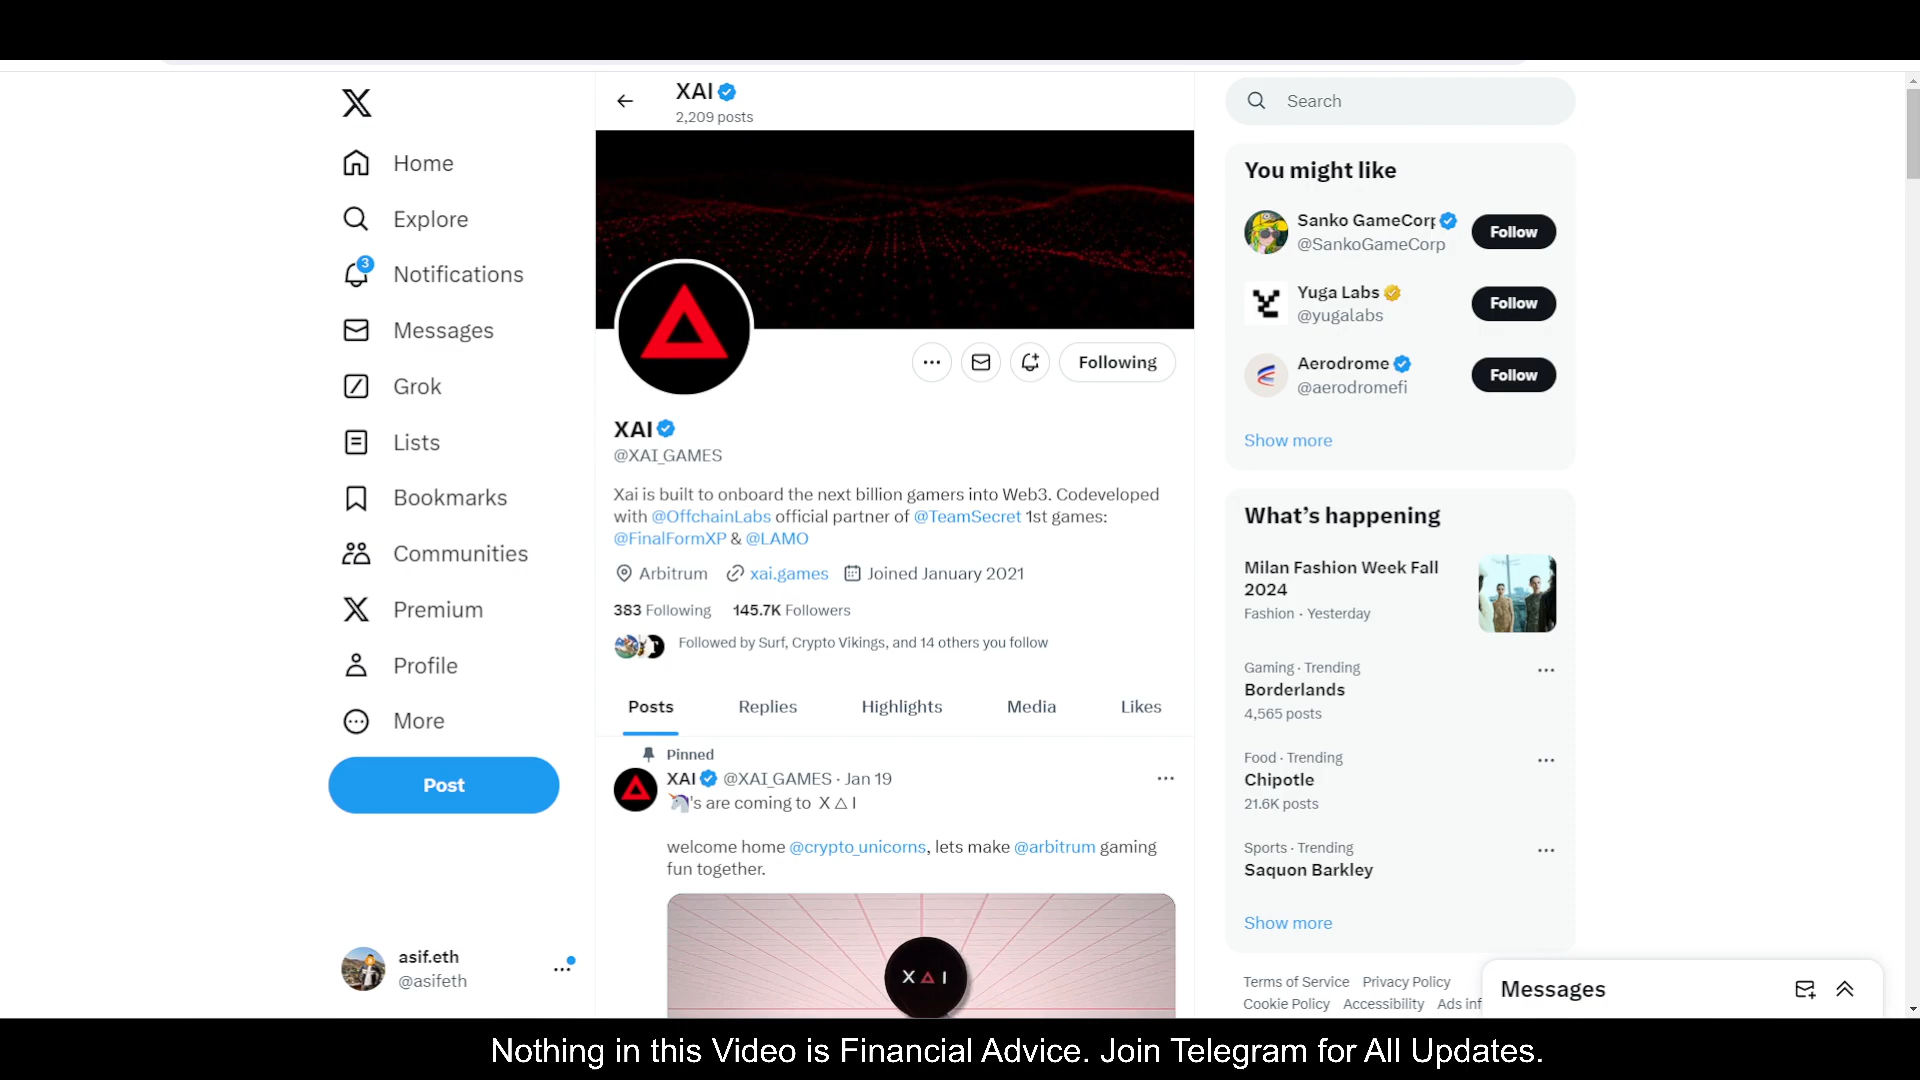 Home
Explore
3
Notifications
Messages
Grok
Lists
Bookmarks
Communities
Premium
Profile
More
Post
asif.eth
@asifeth
XAI
2,209 posts
Following
XAI
@XAI_GAMES
Xai is built to onboard the next billion gamers into Web3. Codeveloped
with @OffchainLabs official partner of @TeamSecret 1st games:
@FinalFormXP & @LAMO
Arbitrum xai.games Joined January 2021
383 Following 145.7K Followers
Followed by Surf, Crypto Vikings, and 14 others you follow
Posts Replies Highlights Media Likes
Pinned
XAI @XAI_GAMES · Jan 19
🦄's are coming to X △ I
welcome home @crypto_unicorns, lets make @arbitrum gaming
fun together.
X △ I
Search
You might like
Sanko GameCorp
@SankoGameCorp
Follow
Yuga Labs
@yugalabs
Follow
Aerodrome
@aerodromefi
Follow
Show more
What's happening
Milan Fashion Week Fall
2024
Fashion · Yesterday
Gaming · Trending
Borderlands
4,565 posts
Food · Trending
Chipotle
21.6K posts
Sports · Trending
Saquon Barkley
Show more
Terms of Service Privacy Policy
Cookie Policy Accessibility Ads inf
Messages
Nothing in this Video is Financial Advice. Join Telegram for All Updates.